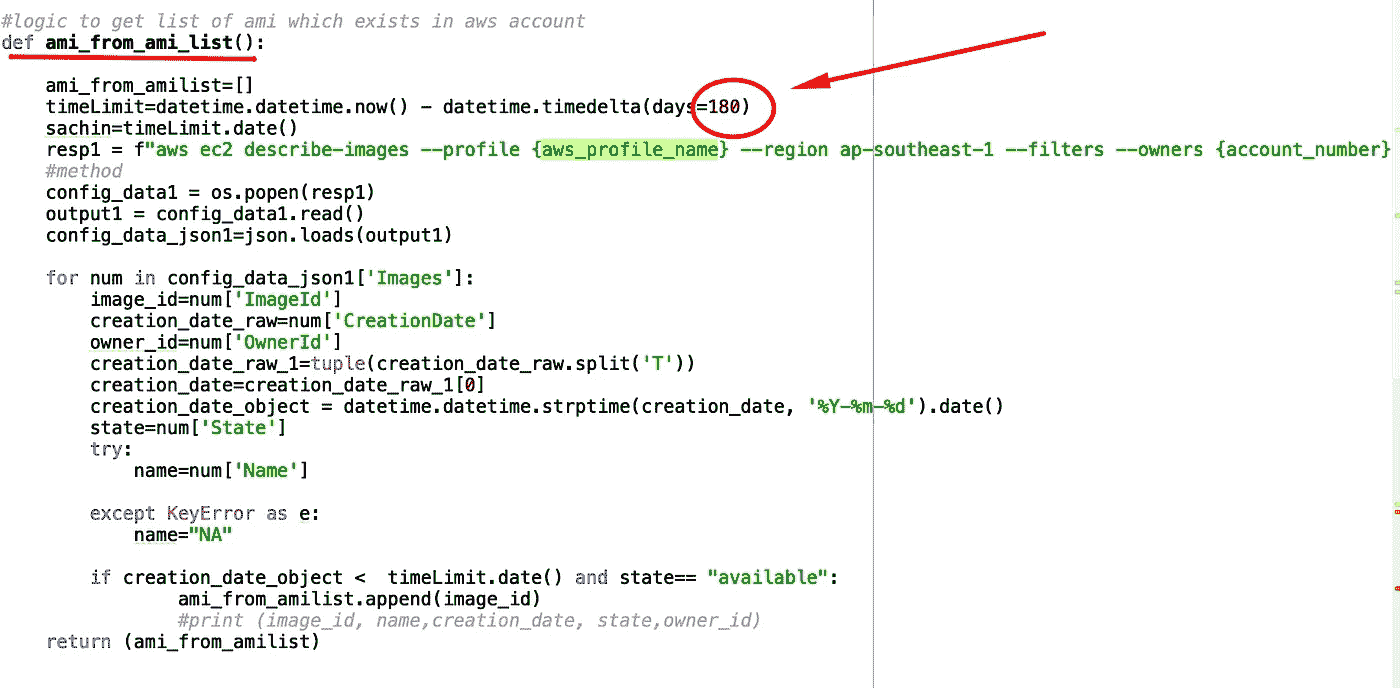 #logic to get list of ami which exists in aws account
def ami_from_ami_list():
    ami_from_amilist=[]
    timeLimit=datetime.datetime.now() - datetime.timedelta(days=180)
    sachin=timeLimit.date()
    resp1 = f"aws ec2 describe-images --profile {aws_profile_name} --region ap-southeast-1 --filters --owners {account_number}
    #method
    config_data1 = os.popen(resp1)
    output1 = config_data1.read()
    config_data_json1=json.loads(output1)
    for num in config_data_json1['Images']:
        image_id=num['ImageId']
        creation_date_raw=num['CreationDate']
        owner_id=num['OwnerId']
        creation_date_raw_1=tuple(creation_date_raw.split('T'))
        creation_date=creation_date_raw_1[0]
        creation_date_object = datetime.datetime.strptime(creation_date, '%Y-%m-%d').date()
        state=num['State']
        try:
            name=num['Name']
        except KeyError as e:
            name="NA"
        if creation_date_object <  timeLimit.date() and state== "available":
                ami_from_amilist.append(image_id)
                #print (image_id, name,creation_date, state,owner_id)
    return (ami_from_amilist)